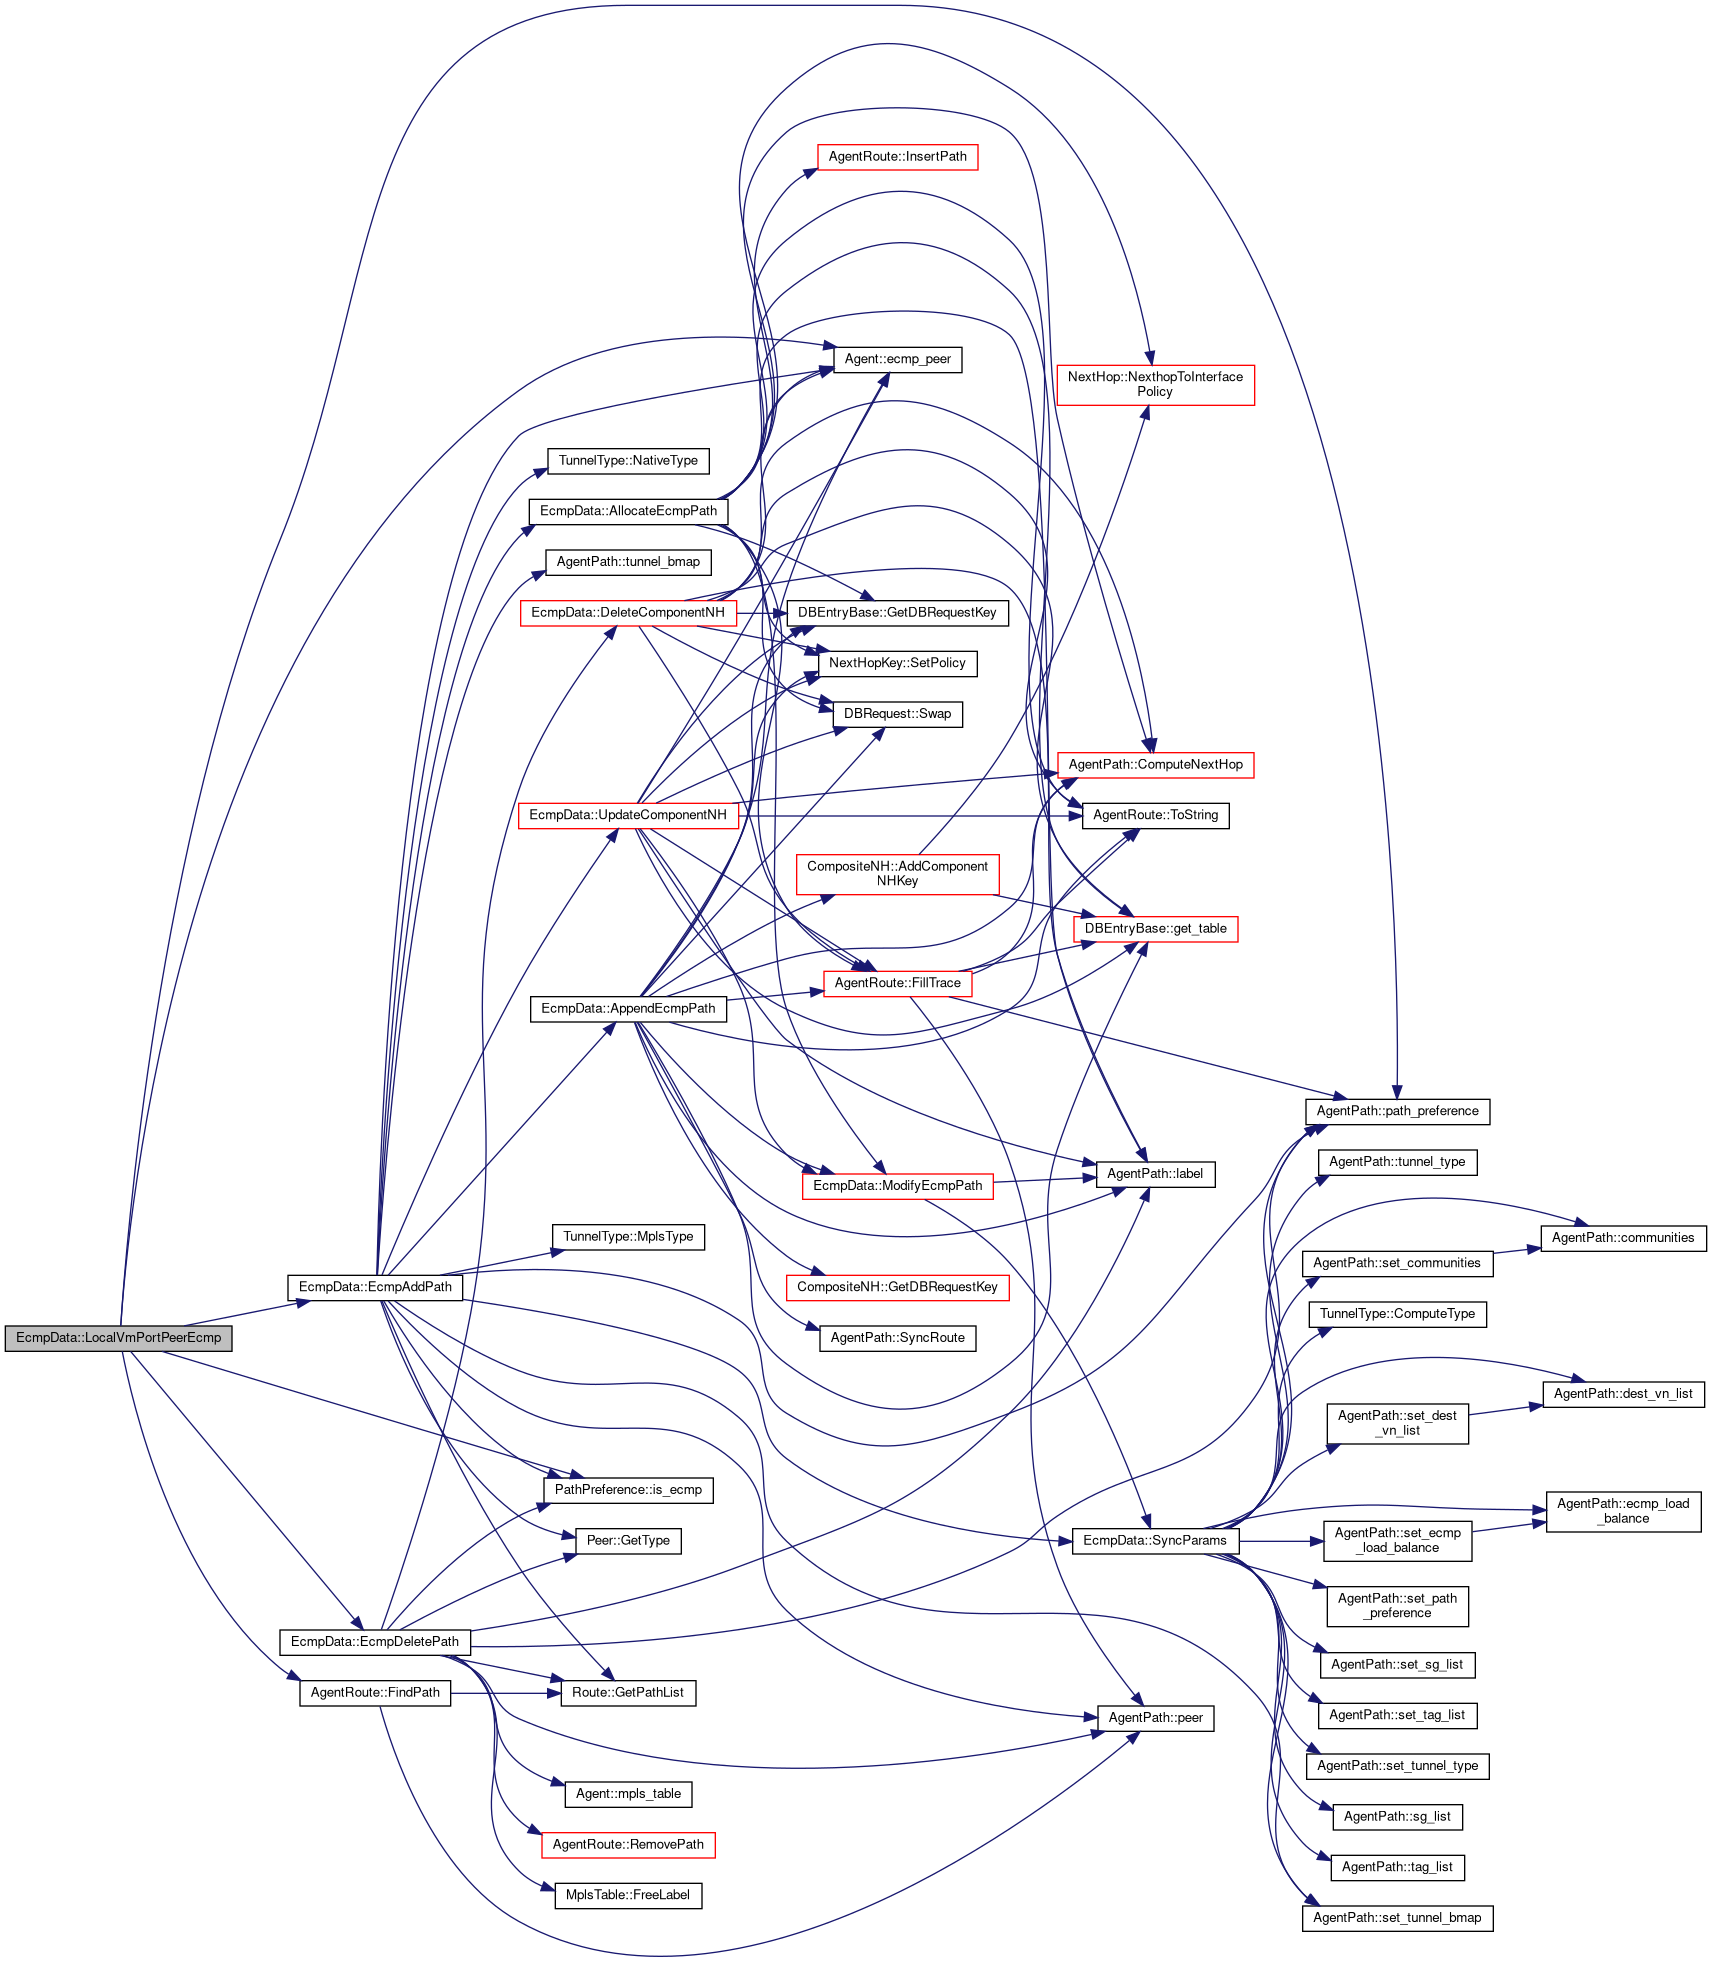 EcmpData::LocalVmPortPeerEcmp
EcmpData::EcmpAddPath
EcmpData::EcmpDeletePath
AgentRoute::FindPath
TunnelType::NativeType
EcmpData::AllocateEcmpPath
AgentPath::tunnel_bmap
EcmpData::DeleteComponentNH
EcmpData::UpdateComponentNH
EcmpData::AppendEcmpPath
TunnelType::MplsType
PathPreference::is_ecmp
Peer::GetType
Route::GetPathList
Agent::mpls_table
AgentRoute::RemovePath
MplsTable::FreeLabel
AgentRoute::InsertPath
Agent::ecmp_peer
DBEntryBase::GetDBRequestKey
NextHopKey::SetPolicy
DBRequest::Swap
CompositeNH::AddComponent
NHKey
AgentRoute::FillTrace
EcmpData::ModifyEcmpPath
CompositeNH::GetDBRequestKey
AgentPath::SyncRoute
NextHop::NexthopToInterface
Policy
AgentPath::ComputeNextHop
AgentRoute::ToString
DBEntryBase::get_table
AgentPath::label
EcmpData::SyncParams
AgentPath::peer
AgentPath::path_preference
AgentPath::tunnel_type
AgentPath::set_communities
TunnelType::ComputeType
AgentPath::set_dest
_vn_list
AgentPath::set_ecmp
_load_balance
AgentPath::set_path
_preference
AgentPath::set_sg_list
AgentPath::set_tag_list
AgentPath::set_tunnel_type
AgentPath::sg_list
AgentPath::tag_list
AgentPath::set_tunnel_bmap
AgentPath::communities
AgentPath::dest_vn_list
AgentPath::ecmp_load
_balance